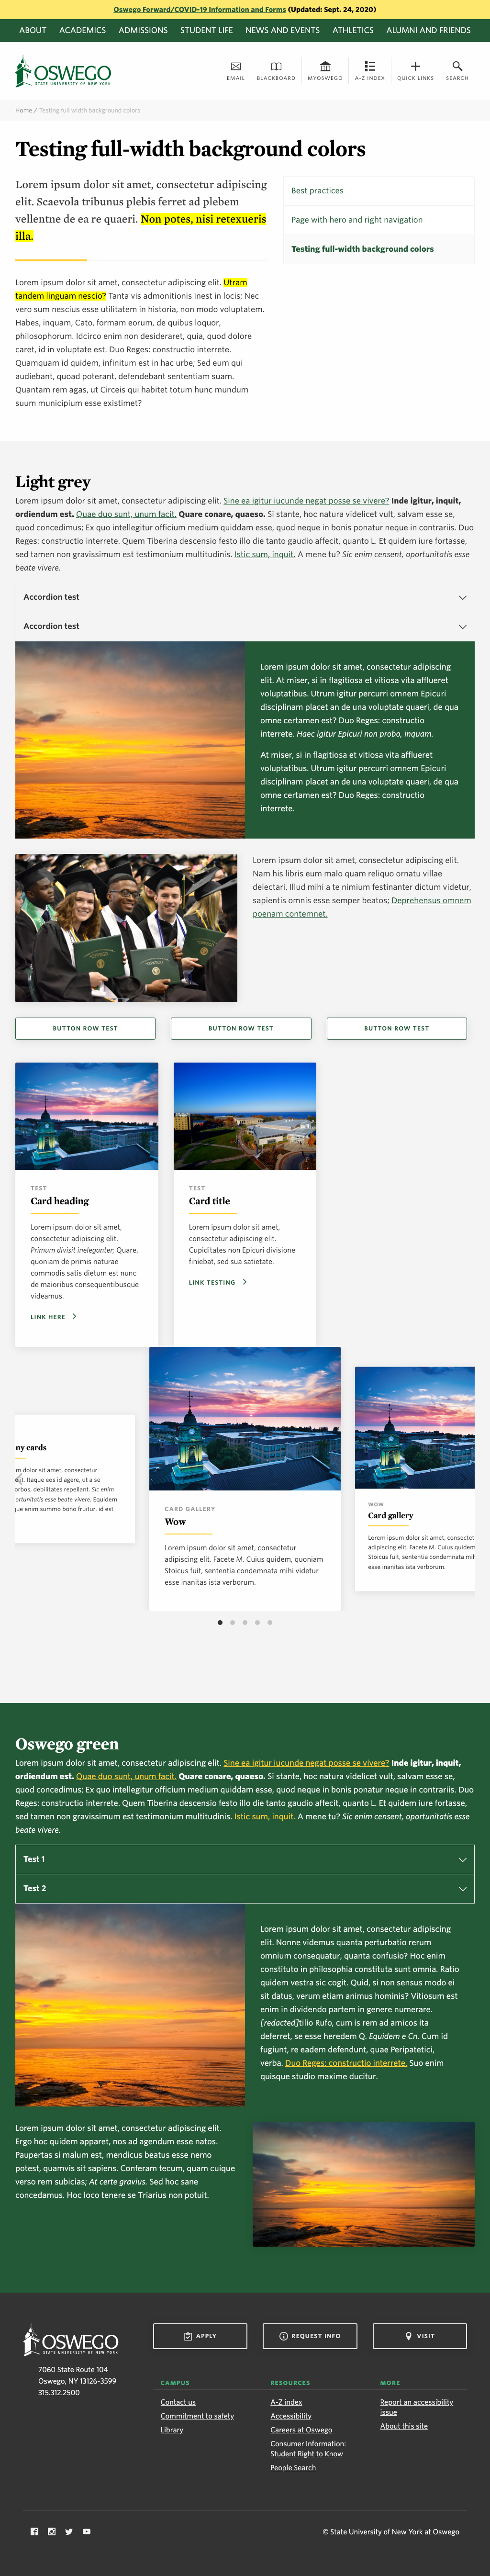 Oswego Forward/COVID-19 Information and Forms (Updated: Sept. 24, 2020)
ABOUT ACADEMICS ADMISSIONS STUDENT LIFE NEWS AND EVENTS ATHLETICS ALUMNI AND FRIENDS
OSWEGO
STATE UNIVERSITY OF NEW YORK
EMAIL BLACKBOARD MYOSWEGO A-Z INDEX QUICK LINKS SEARCH
Home / Testing full width background colors
Testing full-width background colors
Lorem ipsum dolor sit amet, consectetur adipiscing
elit. Scaevola tribunus plebis ferret ad plebem
vellentne de ea re quaeri. Non potes, nisi retexueris
illa.
Best practices
Page with hero and right navigation
Testing full-width background colors
Lorem ipsum dolor sit amet, consectetur adipiscing elit. Utram
tandem linguam nescio? Tanta vis admonitionis inest in locis; Nec
vero sum nescius esse utilitatem in historia, non modo voluptatem.
Habes, inquam, Cato, formam eorum, de quibus loquor,
philosophorum. Idcirco enim non desideraret, quia, quod dolore
caret, id in voluptate est. Duo Reges: constructio interrete.
Quamquam id quidem, infinitum est in hac urbe; Sed eum qui
audiebant, quoad poterant, defendebant sententiam suam.
Quantam rem agas, ut Circeis qui habitet totum hunc mundum
suum municipium esse existimet?
Light grey
Lorem ipsum dolor sit amet, consectetur adipiscing elit. Sine ea igitur iucunde negat posse se vivere? Inde igitur, inquit,
ordiendum est. Quae duo sunt, unum facit. Quare conare, quaeso. Si stante, hoc natura videlicet vult, salvam esse se,
quod concedimus; Ex quo intellegitur officium medium quiddam esse, quod neque in bonis ponatur neque in contrariis. Duo
Reges: constructio interrete. Quem Tiberina descensio festo illo die tanto gaudio affecit, quanto L. Et quidem iure fortasse,
sed tamen non gravissimum est testimonium multitudinis. Istic sum, inquit. A mene tu? Sic enim censent, oportunitatis esse
beate vivere.
Accordion test
Accordion test
Lorem ipsum dolor sit amet, consectetur adipiscing
elit. At miser, si in flagitiosa et vitiosa vita afflueret
voluptatibus. Utrum igitur percurri omnem Epicuri
disciplinam placet an de una voluptate quaeri, de qua
omne certamen est? Duo Reges: constructio
interrete. Haec igitur Epicuri non probo, inquam.
At miser, si in flagitiosa et vitiosa vita afflueret
voluptatibus. Utrum igitur percurri omnem Epicuri
disciplinam placet an de una voluptate quaeri, de qua
omne certamen est? Duo Reges: constructio
interrete.
Lorem ipsum dolor sit amet, consectetur adipiscing elit.
Nam his libris eum malo quam reliquo ornatu villae
delectari. Illud mihi a te nimium festinanter dictum videtur,
sapientis omnis esse semper beatos; Deprehensus omnem
poenam contemnet.
BUTTON ROW TEST BUTTON ROW TEST BUTTON ROW TEST
TEST
Card heading
Lorem ipsum dolor sit amet,
consectetur adipiscing elit.
Primum divisit ineleganter; Quare,
quoniam de primis naturae
commodis satis dietum est nunc
de maioribus consequentibusque
videamus.
LINK HERE
TEST
Card title
Lorem ipsum dolor sit amet,
consectetur adipiscing elit.
Cupiditates non Epicuri divisione
finiebat, sed sua satietate.
LINK TESTING
ny cards
m dolor sit amet, consectetur
elit. Itaque eos id agere, ut a se
orbos, debilitates repellant. Sic enim
ortunitatis esse beate vivere. Equidem
ue enim summo bono fruitur, id est
CARD GALLERY
Wow
Lorem ipsum dolor sit amet, consectetur
adipiscing elit. Facete M. Cuius quidem, quoniam
Stoicus fuit, sententia condemnata mihi videtur
esse inanitas ista verborum.
WOW
Card gallery
Lorem ipsum dolor sit amet, consectet
adipiscing elit. Facete M. Cuius quidem
Stoicus fuit, sententia condemnata mih
esse inanitas ista verborum.
Oswego green
Lorem ipsum dolor sit amet, consectetur adipiscing elit. Sine ea igitur iucunde negat posse se vivere? Inde igitur, inquit,
ordiendum est. Quae duo sunt, unum facit. Quare conare, quaeso. Si stante, hoc natura videlicet vult, salvam esse se,
quod concedimus; Ex quo intellegitur officium medium quiddam esse, quod neque in bonis ponatur neque in contrariis. Duo
Reges: constructio interrete. Quem Tiberina descensio festo illo die tanto gaudio affecit, quanto L. Et quidem iure fortasse,
sed tamen non gravissimum est testimonium multitudinis. Istic sum, inquit. A mene tu? Sic enim censent, oportunitatis esse
beate vivere.
Test 1
Test 2
Lorem ipsum dolor sit amet, consectetur adipiscing
elit. Nonne videmus quanta perturbatio rerum
omnium consequatur, quanta confusio? Hoc enim
constituto in philosophia constituta sunt omnia. Ratio
quidem vestra sic cogit. Quid, si non sensus modo ei
sit datus, verum etiam animus hominis? Vitiosum est
enim in dividendo partem in genere numerare.
[redacted]tilio Rufo, cum is rem ad amicos ita
deferret, se esse heredem Q. Equidem e Cn. Cum id
fugiunt, re eadem defendunt, quae Peripatetici,
verba. Duo Reges: constructio interrete. Suo enim
quisque studio maxime ducitur.
Lorem ipsum dolor sit amet, consectetur adipiscing elit.
Ergo hoc quidem apparet, nos ad agendum esse natos.
Paupertas si malum est, mendicus beatus esse nemo
potest, quamvis sit sapiens. Conferam tecum, quam cuique
verso rem subicias; At certe gravius. Sed hoc sane
concedamus. Hoc loco tenere se Triarius non potuit.
OSWEGO
STATE UNIVERSITY OF NEW YORK
7060 State Route 104
Oswego, NY 13126-3599
315.312.2500
APPLY REQUEST INFO VISIT
CAMPUS
Contact us
Commitment to safety
Library
RESOURCES
A-Z index
Accessibility
Careers at Oswego
Consumer Information:
Student Right to Know
People Search
MORE
Report an accessibility
issue
About this site
© State University of New York at Oswego